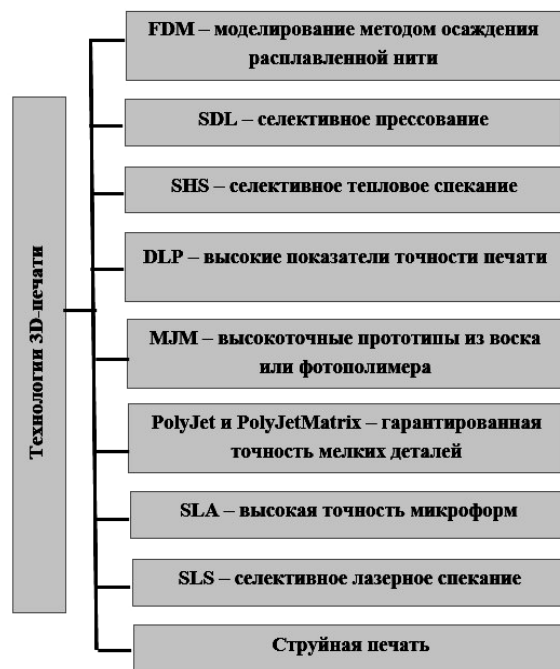 Технологии 3D-печати
FDM – моделирование методом осаждения
расплавленной нити
SDL – селективное прессование
SHS – селективное тепловое спекание
DLP – высокие показатели точности печати
MJM – высокоточные прототипы из воска
или фотополимера
PolyJet и PolyJetMatrix – гарантированная
точность мелких деталей
SLA – высокая точность микроформ
SLS – селективное лазерное спекание
Струйная печать